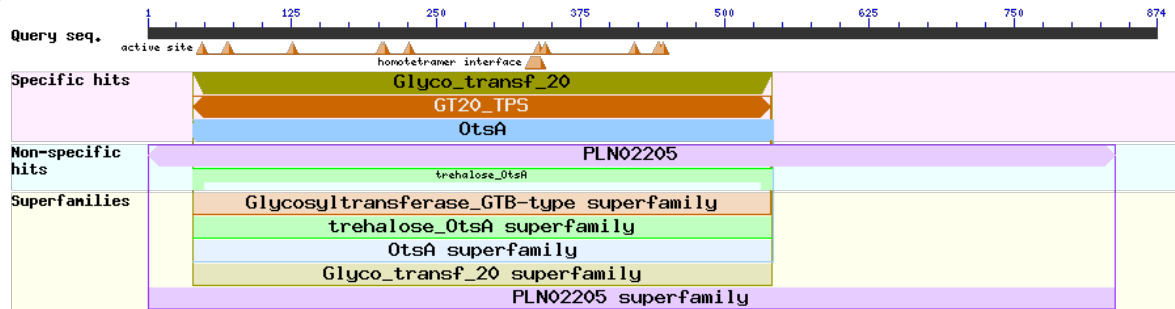 1 125 250 375 500 625 750 874
Query seq.
active site
homotetramer interface
Specific hits
Glyco_transf_20
GT20_TPS
OtsA
Non-specific
hits
PLN02205
trehalose_OtsA
Superfamilies
Glycosyltransferase_GTB-type superfamily
trehalose_OtsA superfamily
OtsA superfamily
Glyco_transf_20 superfamily
PLN02205 superfamily